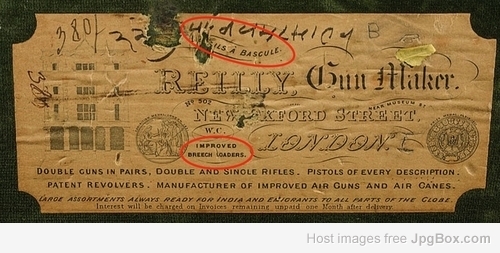 380/
B
ILS A BASCULE.
REILLY, Gun Maker.
No 502 NEW OXFORD STREET,
NEAR MUSEUM ST
W.C. LONDON.
IMPROVED
BREECH LOADERS.
DOUBLE GUNS IN PAIRS, DOUBLE AND SINGLE RIFLES. PISTOLS OF EVERY DESCRIPTION.
PATENT REVOLVERS. MANUFACTURER OF IMPROVED AIR GUNS AND AIR CANES.
LARGE ASSORTMENTS ALWAYS READY FOR INDIA AND EMIGRANTS TO ALL PARTS OF THE GLOBE.
Interest will be charged on Invoices remaining unpaid one Month after delivery.
Host images free JpgBox.com